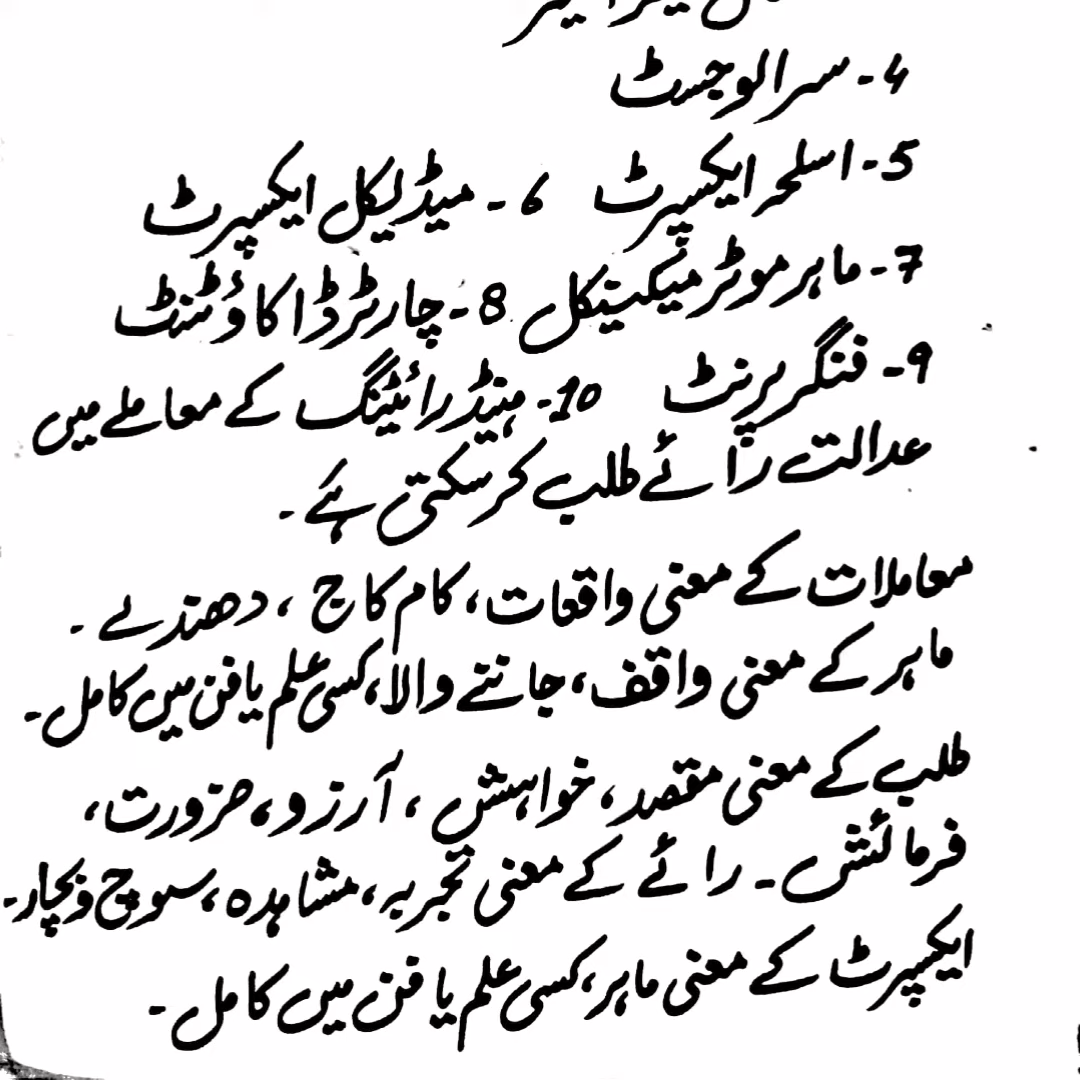 4- سرالوجسٹ
5- اسلحہ ایکسپرٹ 6- میڈیکل ایکسپرٹ
7- ماہر موٹر میکینکل 8- چارٹرڈ اکاؤٹنٹ
9- فنگر پرنٹ 10- ہینڈ رائیٹنگ کے معاملے میں
عدالت رائے طلب کر سکتی ہے۔
معاملات کے معنی واقعات، کام کاج، دھندے۔
ماہر کے معنی واقف، جاننے والا، کسی علم یا فن میں کامل۔
طلب کے معنی مقصد، خواہش، آرزو، ضرورت،
فرمائش۔ رائے کے معنی تجربہ، مشاہدہ، سوچ و بچار۔
ایکسپرٹ کے معنی ماہر، کسی علم یا فن میں کامل۔